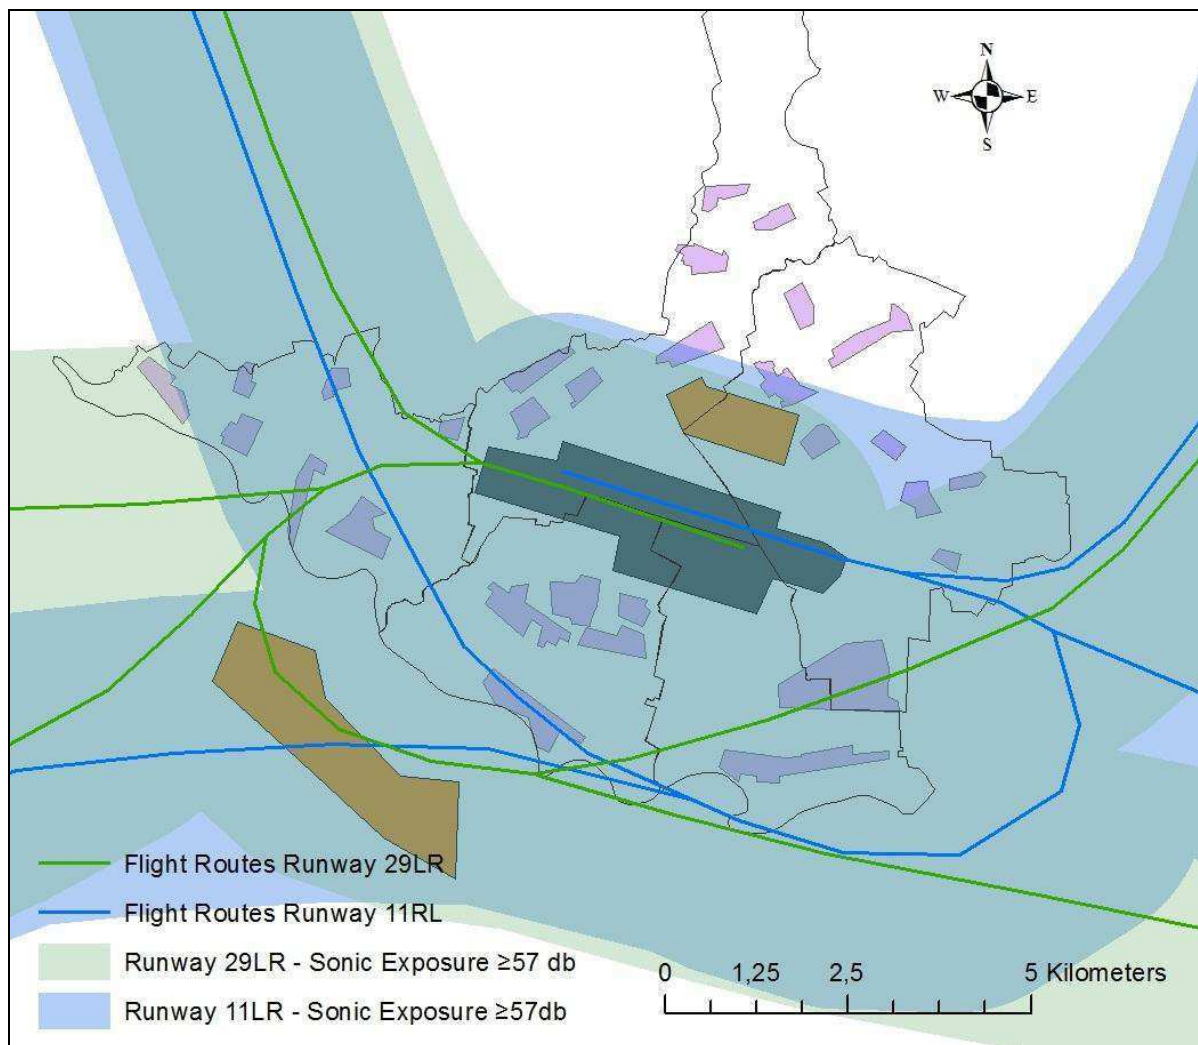 N
W E
S
Flight Routes Runway 29LR
Flight Routes Runway 11RL
Runway 29LR - Sonic Exposure ≥57 db
Runway 11LR - Sonic Exposure ≥57db
0 1,25 2,5 5 Kilometers